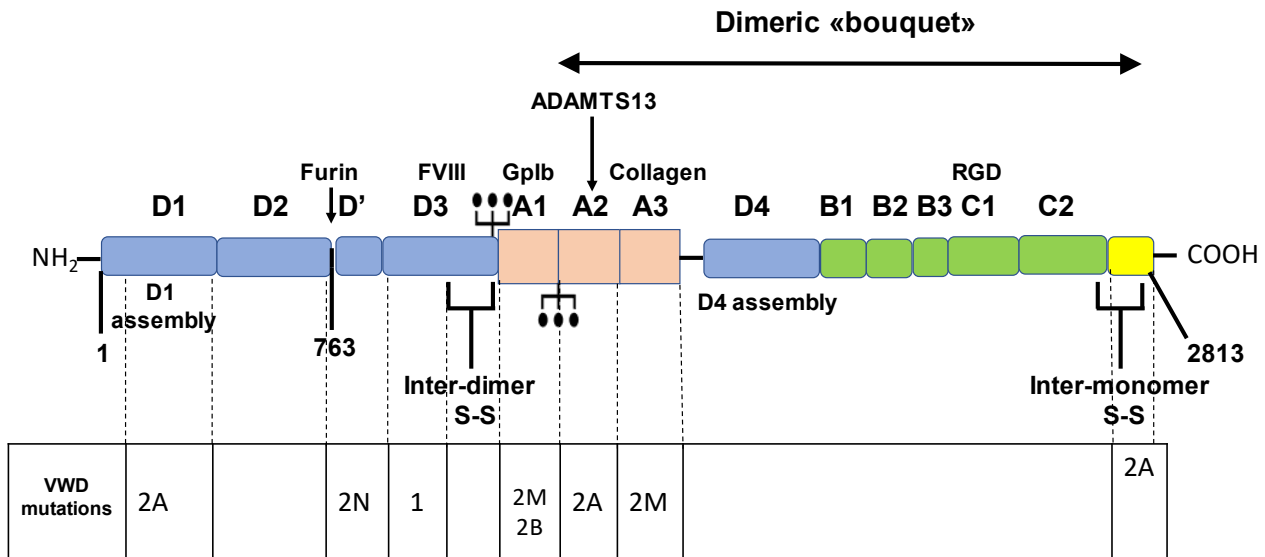 Dimeric «bouquet»
ADAMTS13
Furin FVIII GpIb Collagen RGD
D1 D2 D’ D3 A1 A2 A3 D4 B1 B2 B3 C1 C2
NH2 COOH
D1
assembly
D4 assembly
1 763 2813
Inter-dimer
S-S
Inter-monomer
S-S
VWD
mutations
2A 2N 1 2M
2B 2A 2M 2A